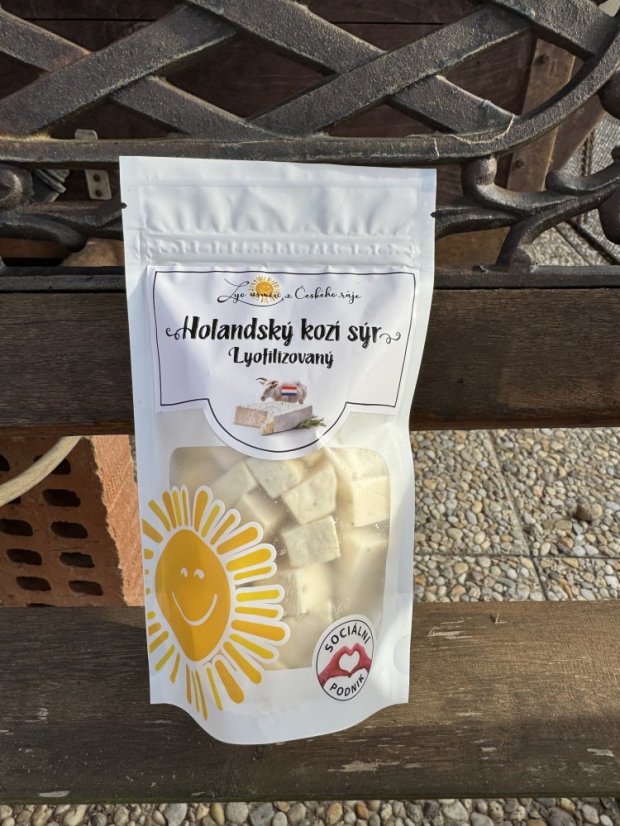 Lyo úsměv z Českého ráje
Holandský kozí sýr
Lyofilizovaný
SOCIÁLNÍ
PODNIK